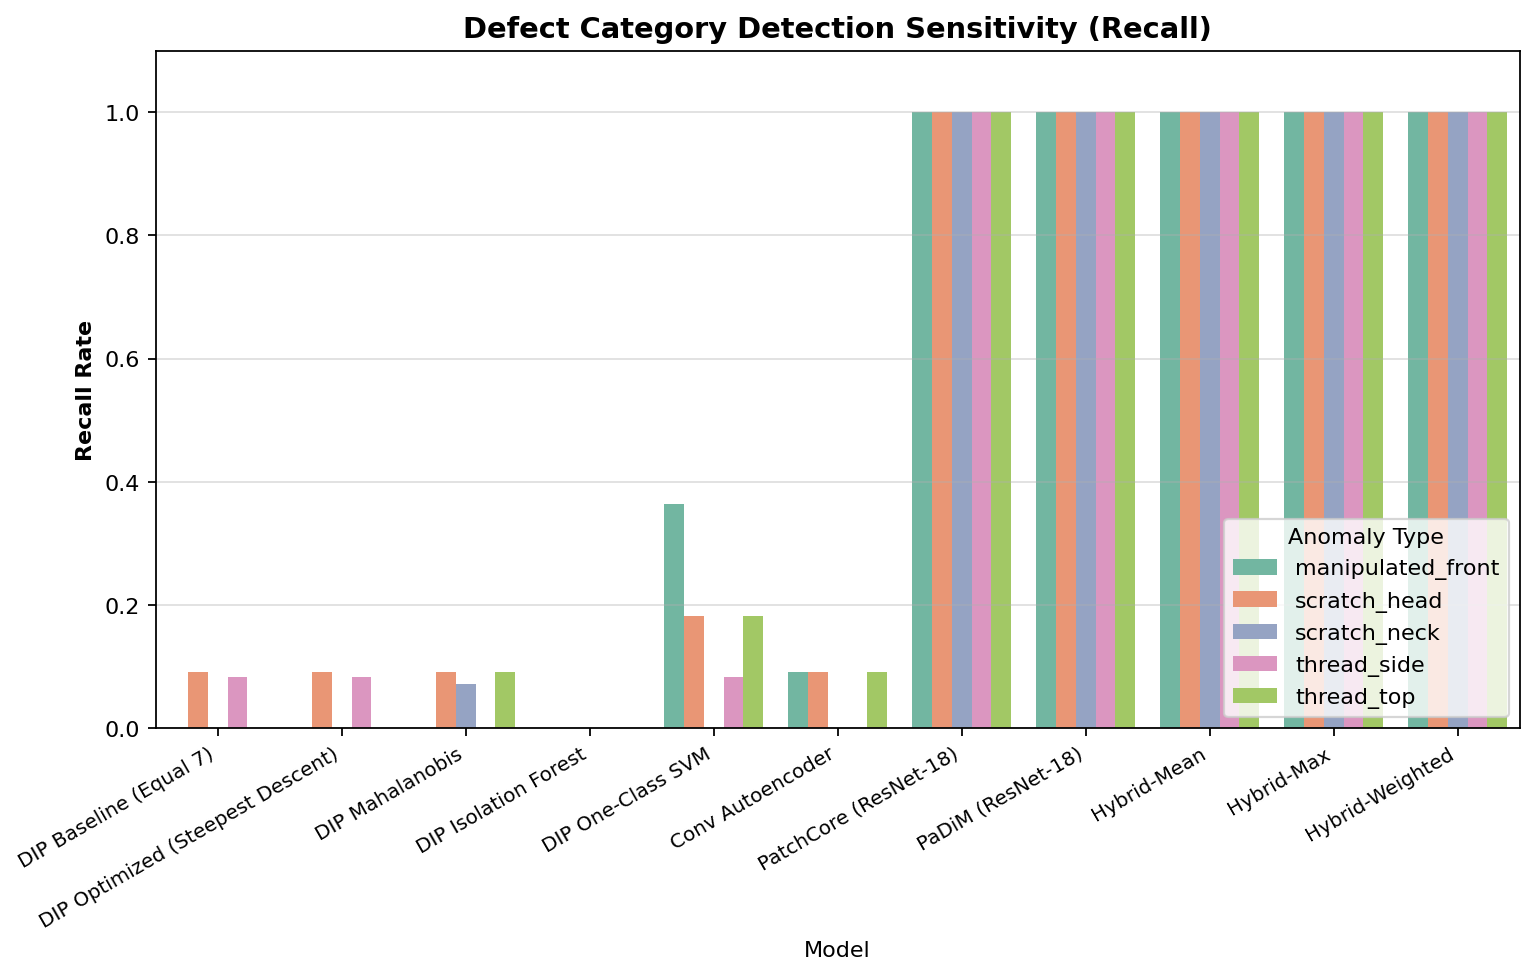 Defect Category Detection Sensitivity (Recall)
Recall Rate
1.0
0.8
0.6
0.4
0.2
0.0
Anomaly Type
manipulated_front
scratch_head
scratch_neck
thread_side
thread_top
DIP Baseline (Equal 7)
DIP Optimized (Steepest Descent)
DIP Mahalanobis
DIP Isolation Forest
DIP One-Class SVM
Conv Autoencoder
PatchCore (ResNet-18)
PaDiM (ResNet-18)
Hybrid-Mean
Hybrid-Max
Hybrid-Weighted
Model